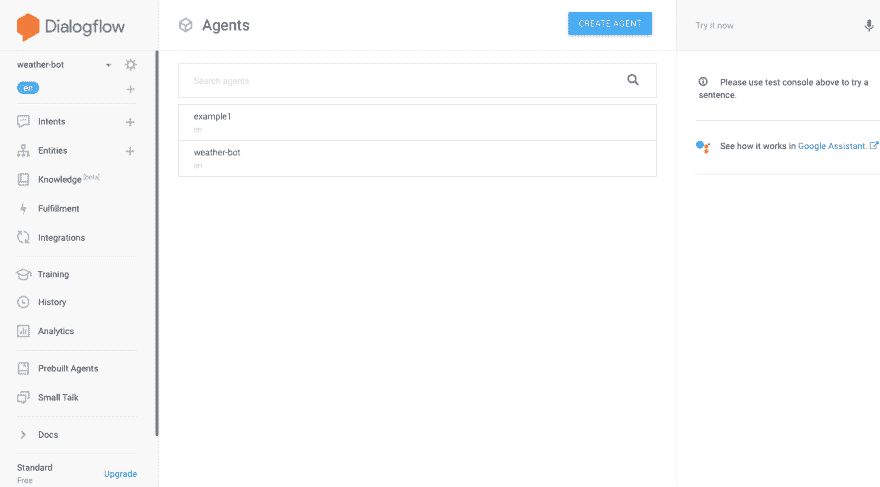 Dialogflow
weather-bot
en
Intents
Entities
Knowledge [beta]
Fulfillment
Integrations
Training
History
Analytics
Prebuilt Agents
Small Talk
Docs
Standard
Free
Upgrade
Agents
CREATE AGENT
Search agents
example1
en
weather-bot
en
Try it now
Please use test console above to try a
sentence.
See how it works in Google Assistant.